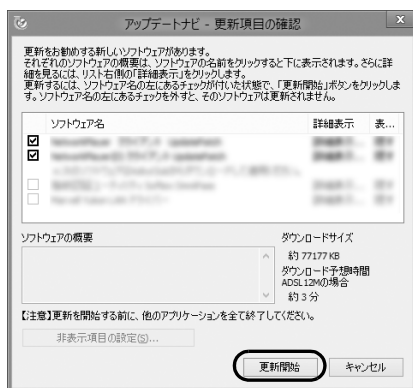 アップデートナビ - 更新項目の確認
x
更新をお勧めする新しいソフトウェアがあります。
それぞれのソフトウェアの概要は、ソフトウェアの名前をクリックすると下に表示されます。さらに詳
細を見るには、リスト右側の「詳細表示」をクリックします。
更新するには、ソフトウェア名の左にあるチェックが付いた状態で、「更新開始」ボタンをクリックしま
す。ソフトウェア名の左にあるチェックを外すと、そのソフトウェアは更新されません。
ソフトウェア名 詳細表示 表...
ソフトウェアの概要
ダウンロードサイズ
約 77177 KB
ダウンロード予想時間
ADSL 12Mの場合
約 3 分
【注意】更新を開始する前に、他のアプリケーションを全て終了してください。
非表示項目の設定(S)...
更新開始
キャンセル